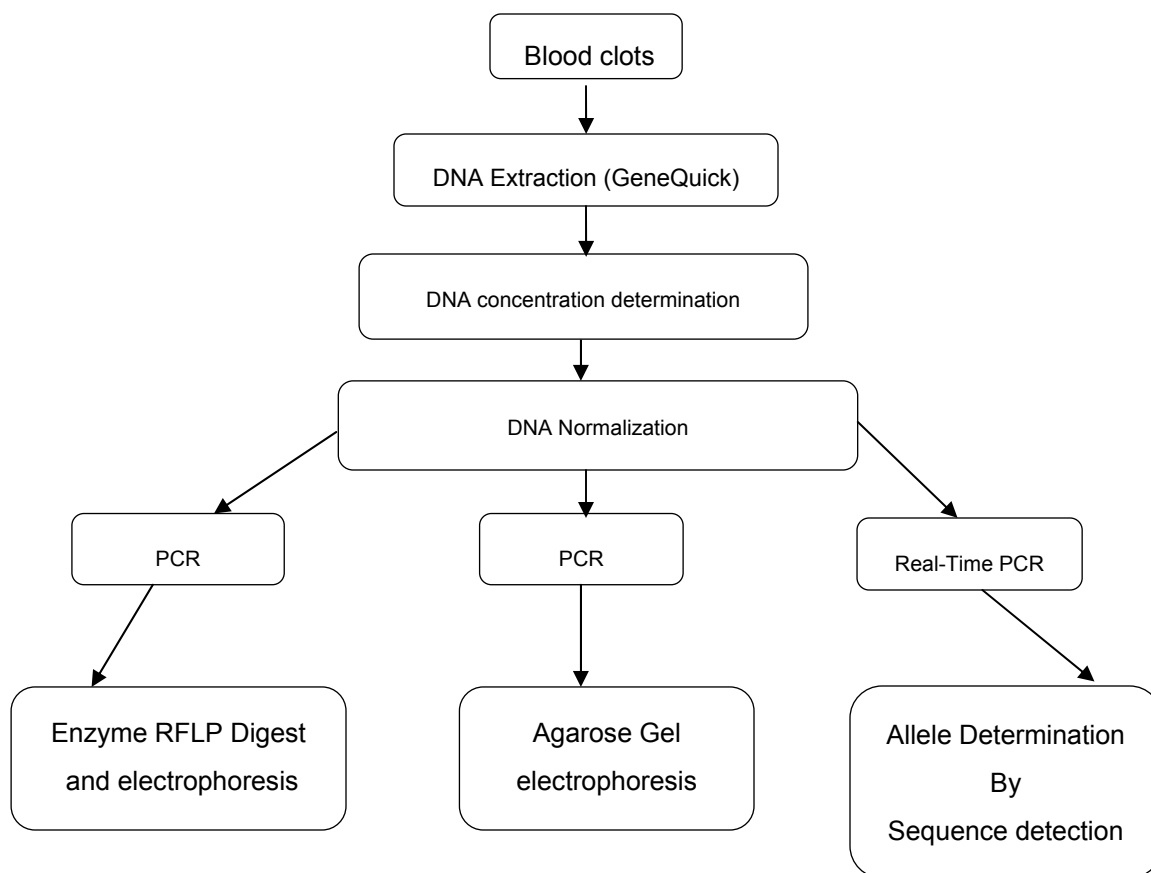 Blood clots
DNA Extraction (GeneQuick)
DNA concentration determination
DNA Normalization
PCR
PCR
Real-Time PCR
Enzyme RFLP Digest
and electrophoresis
Agarose Gel
electrophoresis
Allele Determination
By
Sequence detection